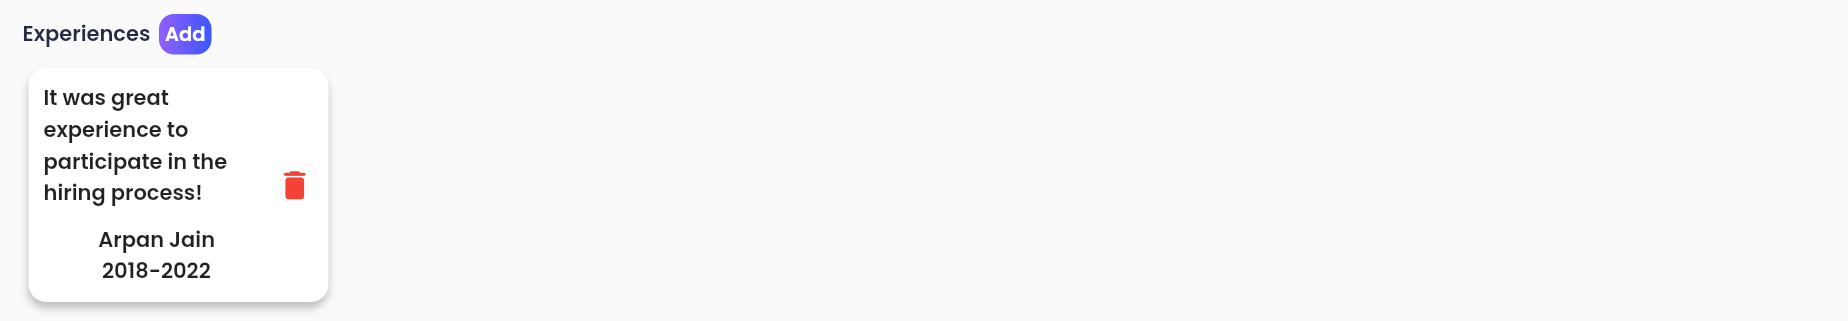 Experiences Add
It was great
experience to
participate in the
hiring process!
Arpan Jain
2018-2022